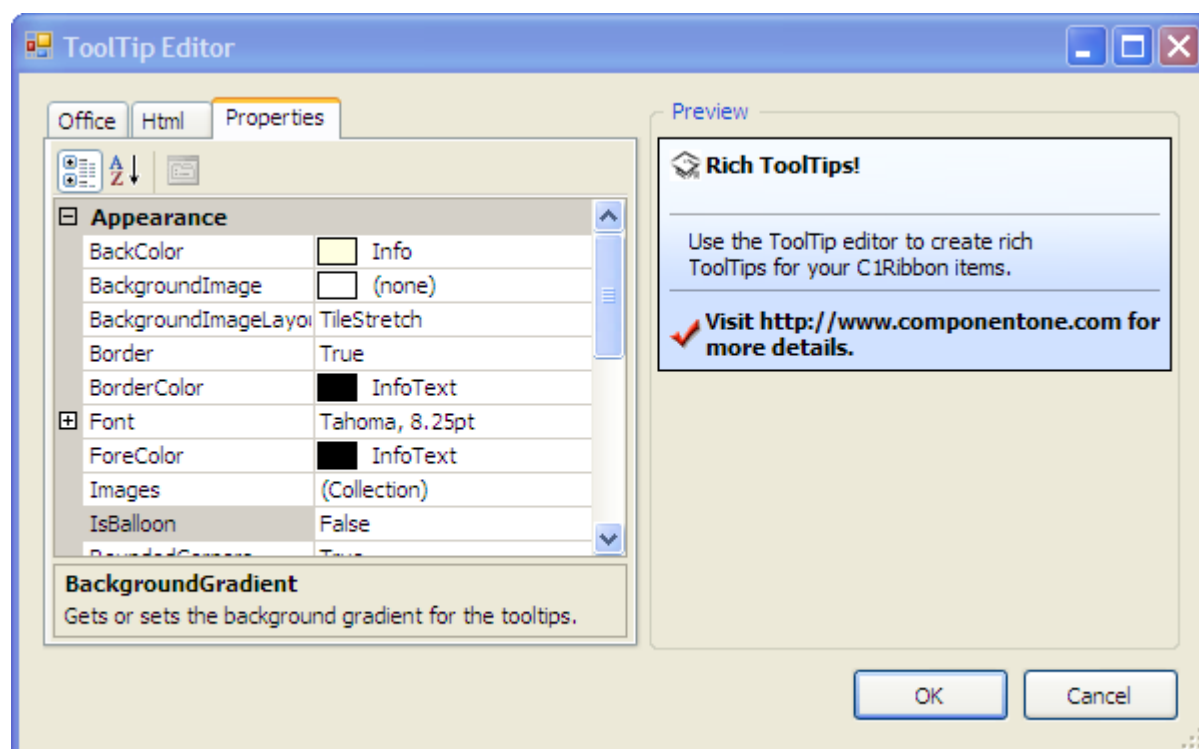 ToolTip Editor
Office Html Properties
Preview
Appearance
BackColor Info
BackgroundImage (none)
BackgroundImageLayou TileStretch
Border True
BorderColor InfoText
Font Tahoma, 8.25pt
ForeColor InfoText
Images (Collection)
IsBalloon False
RoundedCorners True
BackgroundGradient
Gets or sets the background gradient for the tooltips.
Rich ToolTips!
Use the ToolTip editor to create rich
ToolTips for your C1Ribbon items.
Visit http://www.componentone.com for
more details.
OK Cancel